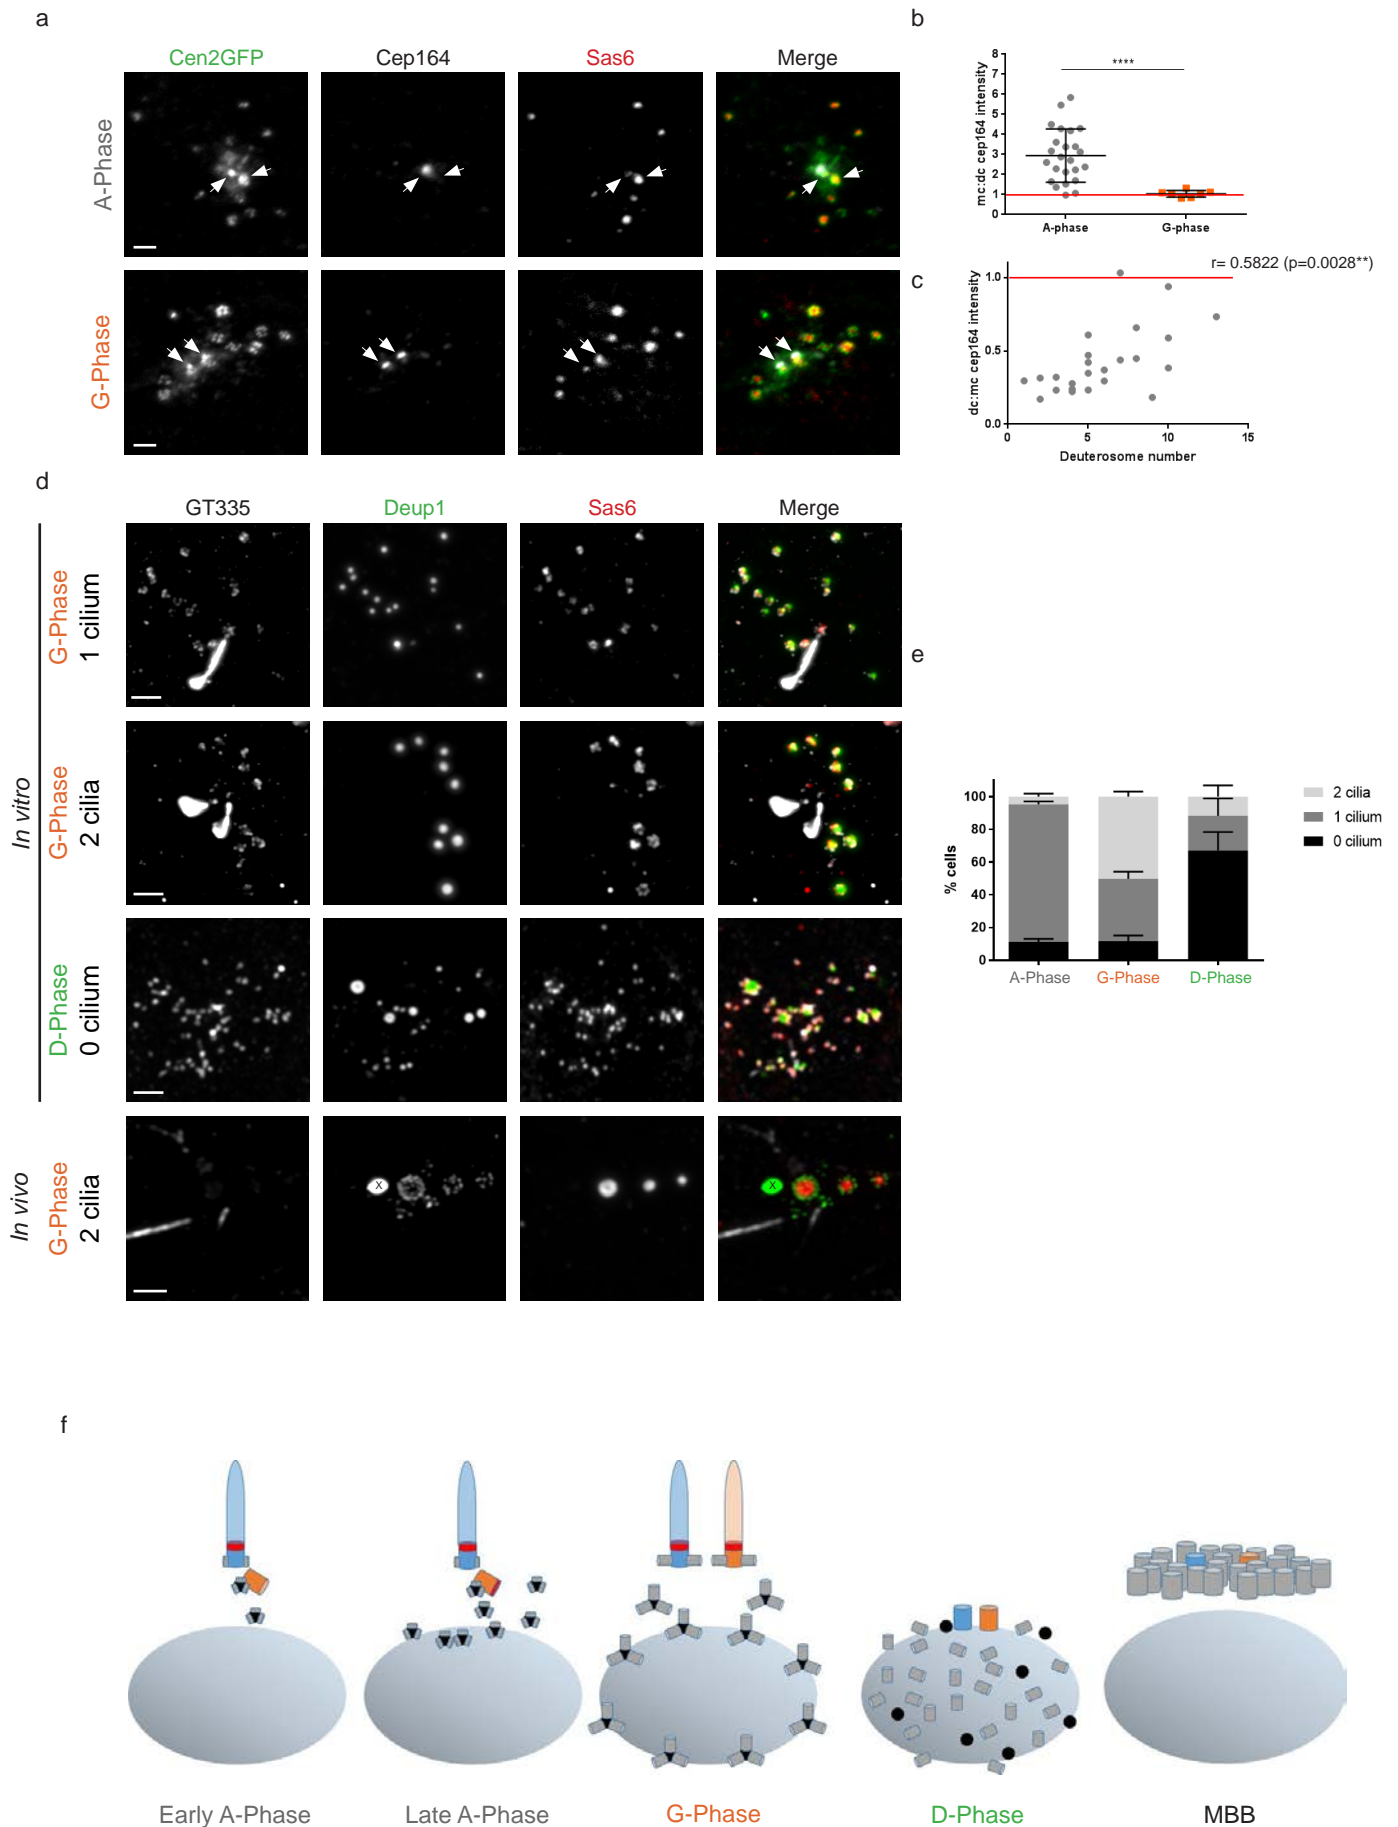 a
Cen2GFP Cep164 Sas6 Merge
A-Phase
G-Phase
b
8
7
6
5
4
3
2
1
0
mc:dc cep164 intensity
****
A-phase G-phase
c
r= 0.5822 (p=0.0028**)
1.0
0.5
0.0
dc:mc cep164 intensity
0 5 10 15
Deuterosome number
d
GT335 Deup1 Sas6 Merge
In vitro
G-Phase
1 cilium
G-Phase
2 cilia
D-Phase
0 cilium
In vivo
G-Phase
2 cilia
X X
e
100
80
60
40
20
0
% cells
A-Phase G-Phase D-Phase
2 cilia
1 cilium
0 cilium
f
Early A-Phase Late A-Phase G-Phase D-Phase MBB